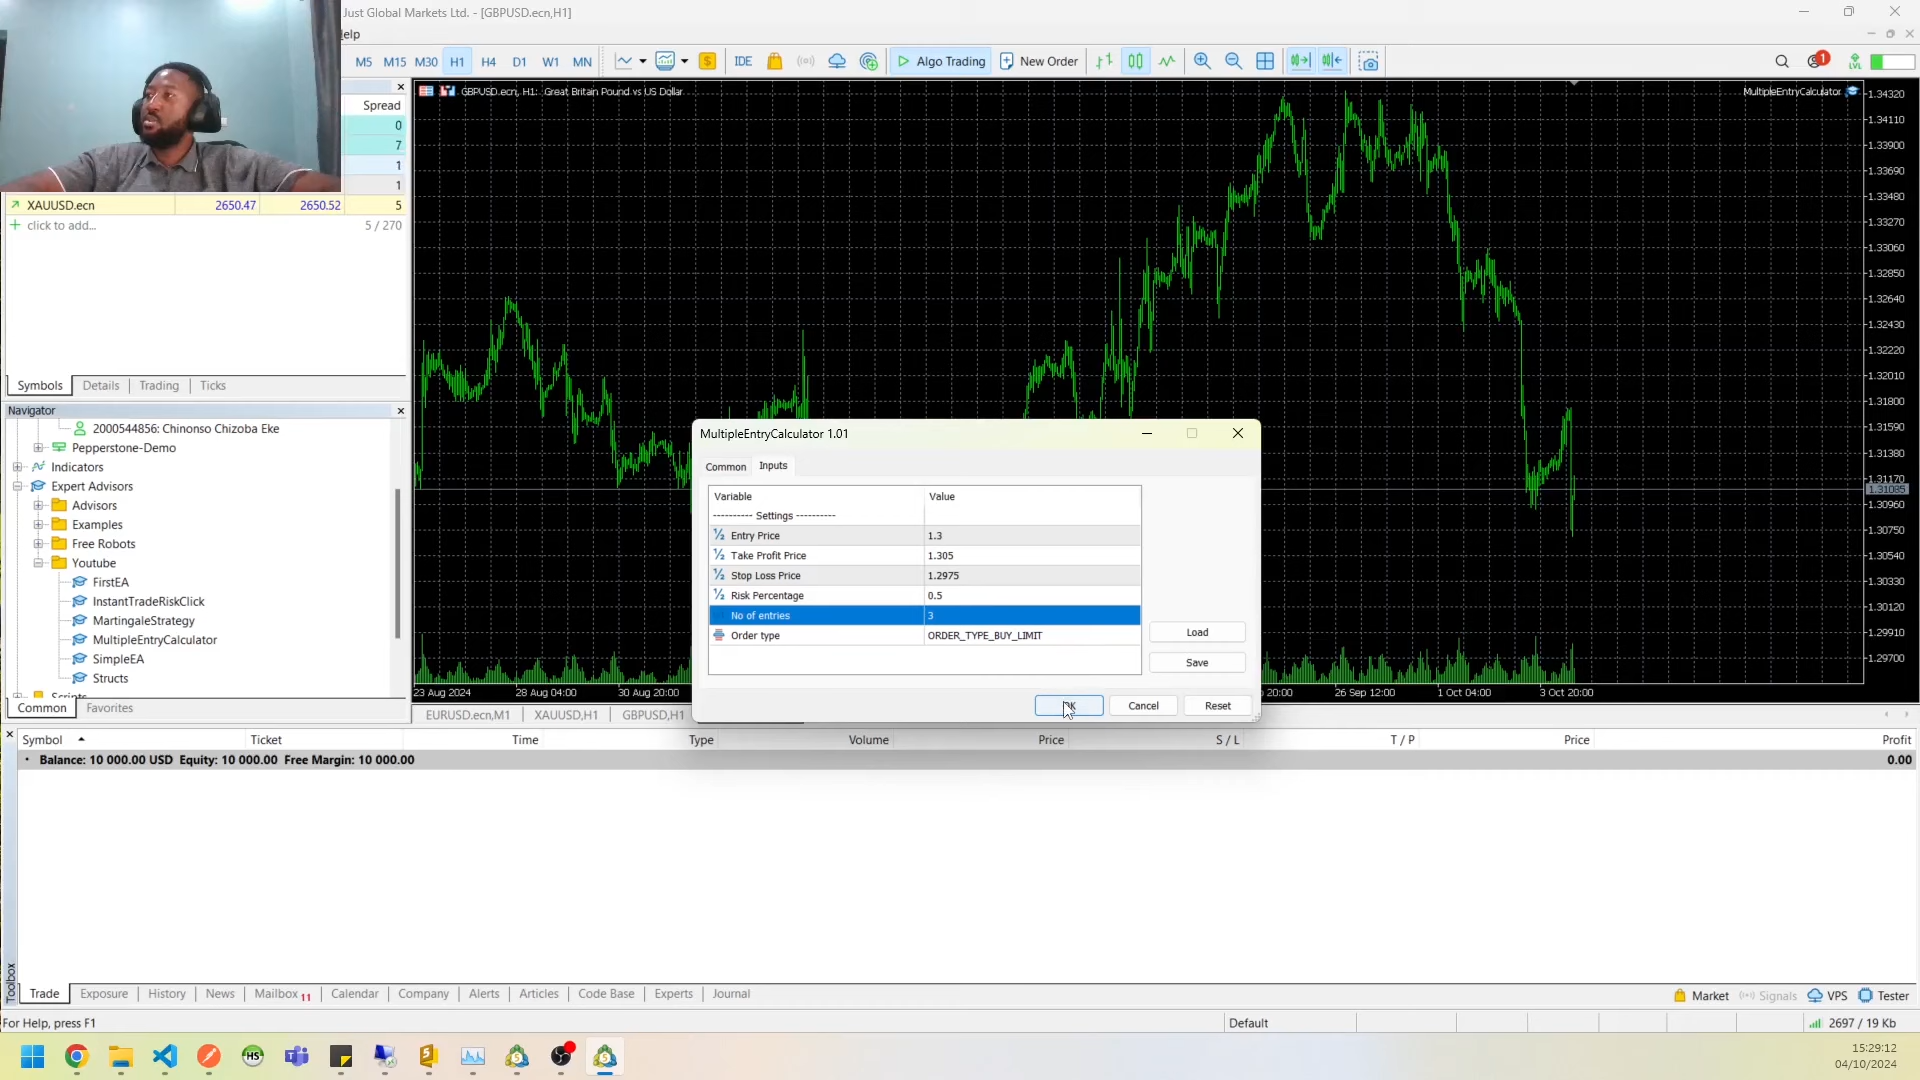 Just Global Markets Ltd. - [GBPUSD.ecn,H1]
elp
M5 M15 M30 H1 H4 D1 W1 MN
IDE
Algo Trading
New Order
1
LVL
Spread
0
7
1
1
XAUUSD.ecn 2650.47 2650.52 5
click to add... 5 / 270
Symbols Details Trading Ticks
Navigator
2000544856: Chinonso Chizoba Eke
Pepperstone-Demo
Indicators
Expert Advisors
Advisors
Examples
Free Robots
Youtube
FirstEA
InstantTradeRiskClick
MartingaleStrategy
MultipleEntryCalculator
SimpleEA
Structs
Scripts
Common Favorites
GBPUSD.ecn, H1: Great Britain Pound vs US Dollar
MultipleEntryCalculator
1.34320
1.34110
1.33900
1.33690
1.33480
1.33270
1.33060
1.32850
1.32640
1.32430
1.32220
1.32010
1.31800
1.31590
1.31380
1.31170
1.31085
1.30960
1.30750
1.30540
1.30330
1.30120
1.29910
1.29700
23 Aug 2024 28 Aug 04:00 30 Aug 20:00 20:00 26 Sep 12:00 1 Oct 04:00 3 Oct 20:00
EURUSD.ecn,M1 XAUUSD,H1 GBPUSD,H1
MultipleEntryCalculator 1.01
Common Inputs
Variable Value
---------- Settings ----------
Entry Price 1.3
Take Profit Price 1.305
Stop Loss Price 1.2975
Risk Percentage 0.5
No of entries 3
Order type ORDER_TYPE_BUY_LIMIT
Load
Save
OK Cancel Reset
Symbol Ticket Time Type Volume Price S / L T / P Price Profit
Balance: 10 000.00 USD Equity: 10 000.00 Free Margin: 10 000.00 0.00
Toolbox
Trade Exposure History News Mailbox 11 Calendar Company Alerts Articles Code Base Experts Journal
Market Signals VPS Tester
For Help, press F1
Default
2697 / 19 Kb
HS
15:29:12
04/10/2024